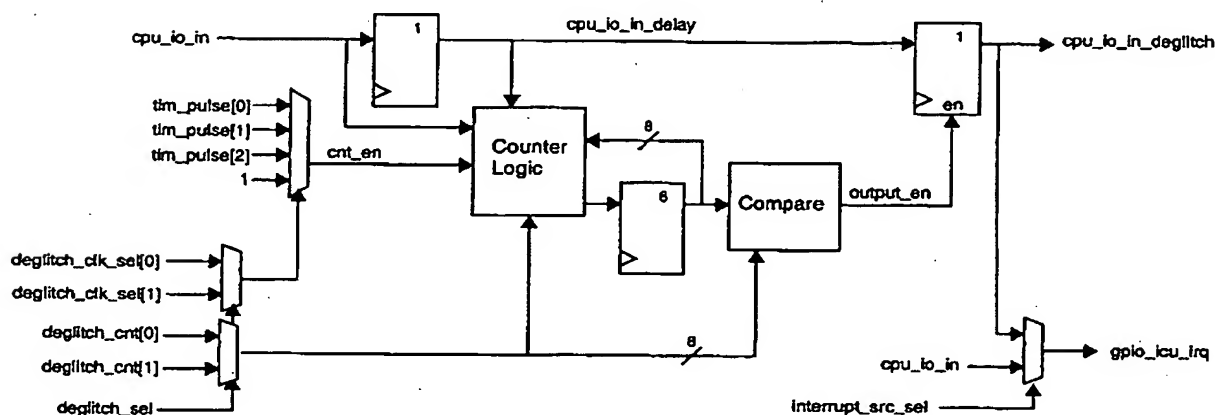 cpu_io_in
1
cpu_io_in_delay
1
cpu_io_in_deglitch
en
tim_pulse[0]
tim_pulse[1]
tim_pulse[2]
1
cnt_en
Counter
Logic
8
6
Compare
output_en
deglitch_clk_sel[0]
deglitch_clk_sel[1]
deglitch_cnt[0]
deglitch_cnt[1]
deglitch_sel
8
cpu_io_in
gpio_icu_irq
interrupt_src_sel